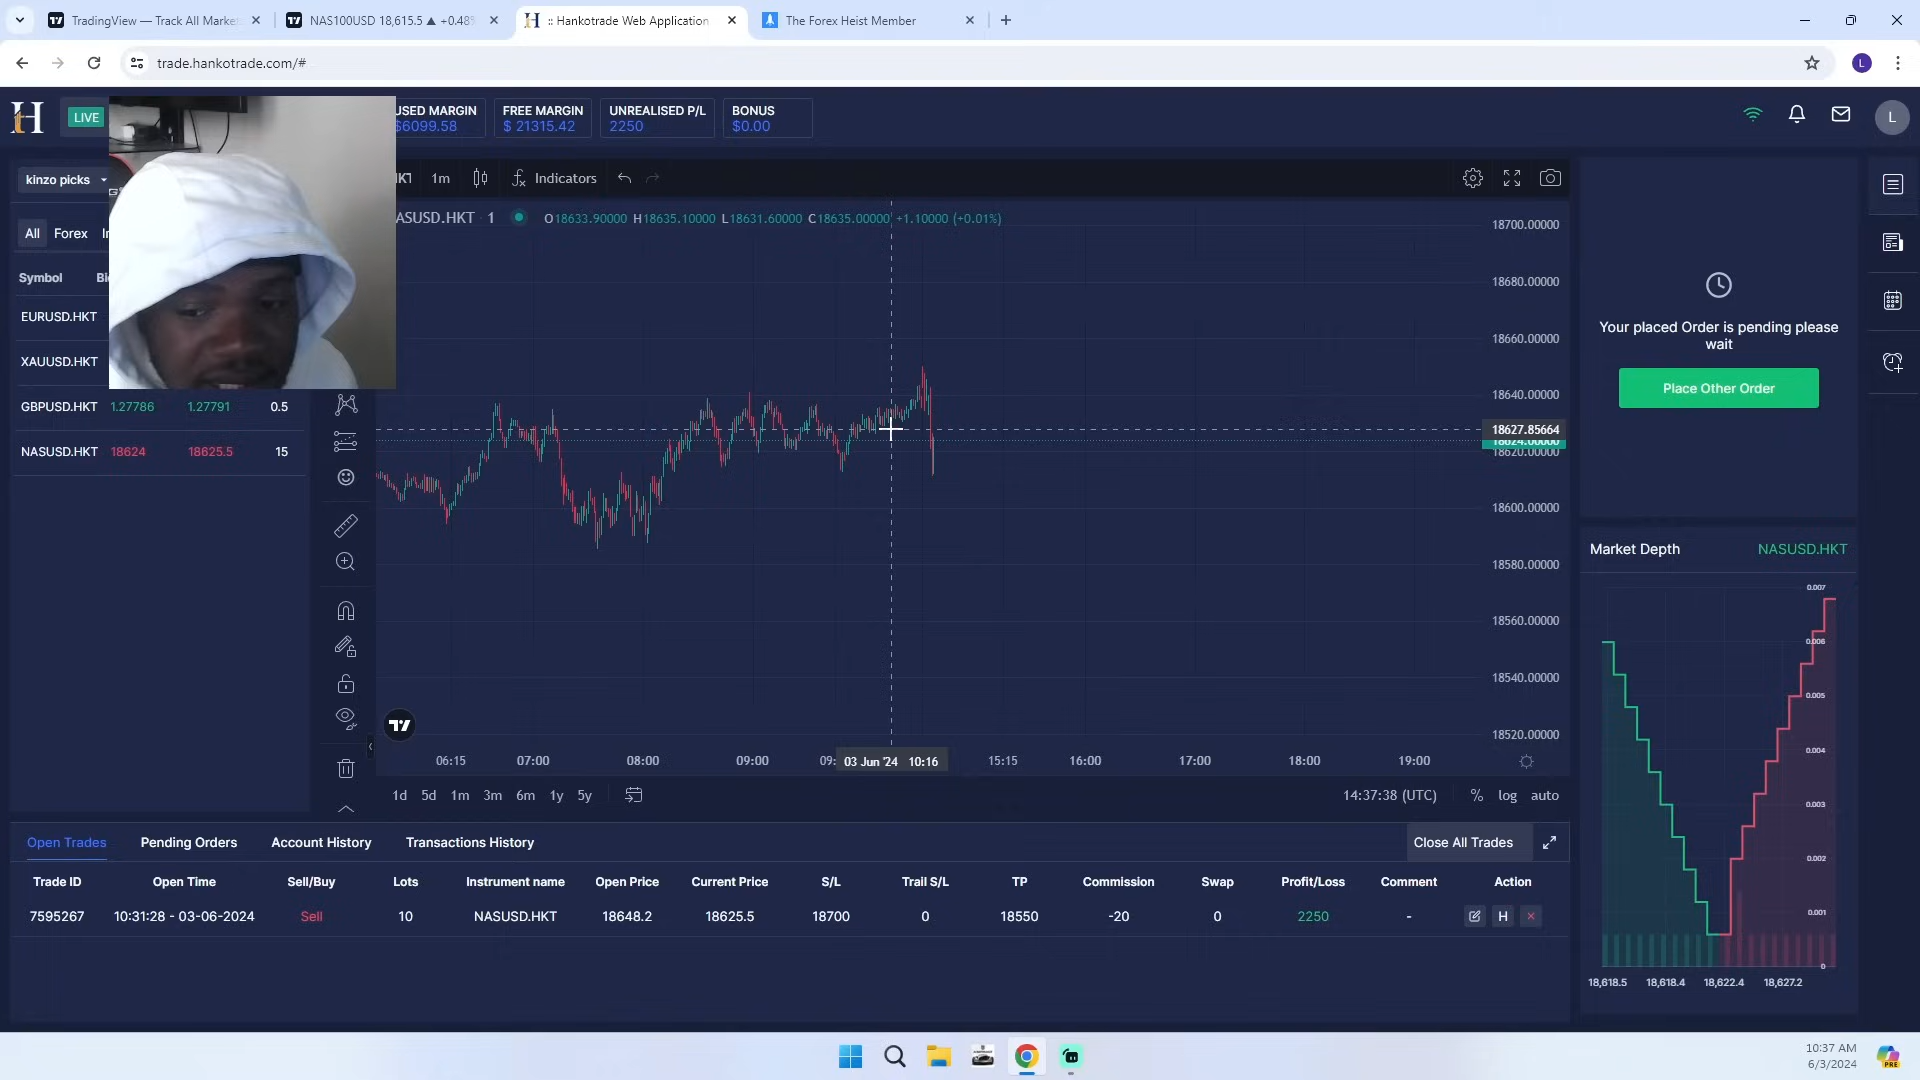 TradingView — Track All Marke
NAS100USD 18,615.5 ▲ +0.48%
:: Hankotrade Web Application
The Forex Heist Member
trade.hankotrade.com/#
L
LIVE
USED MARGIN
$6099.58
FREE MARGIN
$ 21315.42
UNREALISED P/L
2250
BONUS
$0.00
L
kinzo picks
1m
Indicators
ASUSD.HKT · 1
O18633.90000 H18635.10000 L18631.60000 C18635.00000 +1.10000 (+0.01%)
All
Forex
Symbol
EURUSD.HKT
XAUUSD.HKT
GBPUSD.HKT 1.27786 1.27791 0.5
NASUSD.HKT 18624 18625.5 15
18700.00000
18680.00000
18660.00000
18640.00000
18627.85664
18624.00000
18620.00000
18600.00000
18580.00000
18560.00000
18540.00000
18520.00000
06:15 07:00 08:00 09:00 09: 03 Jun '24 10:16 15:15 16:00 17:00 18:00 19:00
1d 5d 1m 3m 6m 1y 5y
14:37:38 (UTC) % log auto
Your placed Order is pending please
wait
Place Other Order
Market Depth NASUSD.HKT
0.007
0.006
0.005
0.004
0.003
0.002
0.001
0
18,618.5 18,618.4 18,622.4 18,627.2
Open Trades Pending Orders Account History Transactions History Close All Trades
Trade ID Open Time Sell/Buy Lots Instrument name Open Price Current Price S/L Trail S/L TP Commission Swap Profit/Loss Comment Action
7595267 10:31:28 - 03-06-2024 Sell 10 NASUSD.HKT 18648.2 18625.5 18700 0 18550 -20 0 2250 - H ×
10:37 AM
6/3/2024